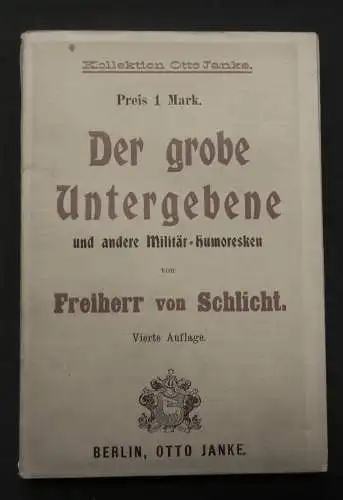 Kollektion Otto Janke.
Preis 1 Mark.
Der grobe
Untergebene
und andere Militär-Humoresken
von
Freiherr von Schlicht.
Vierte Auflage.
BERLIN, OTTO JANKE.